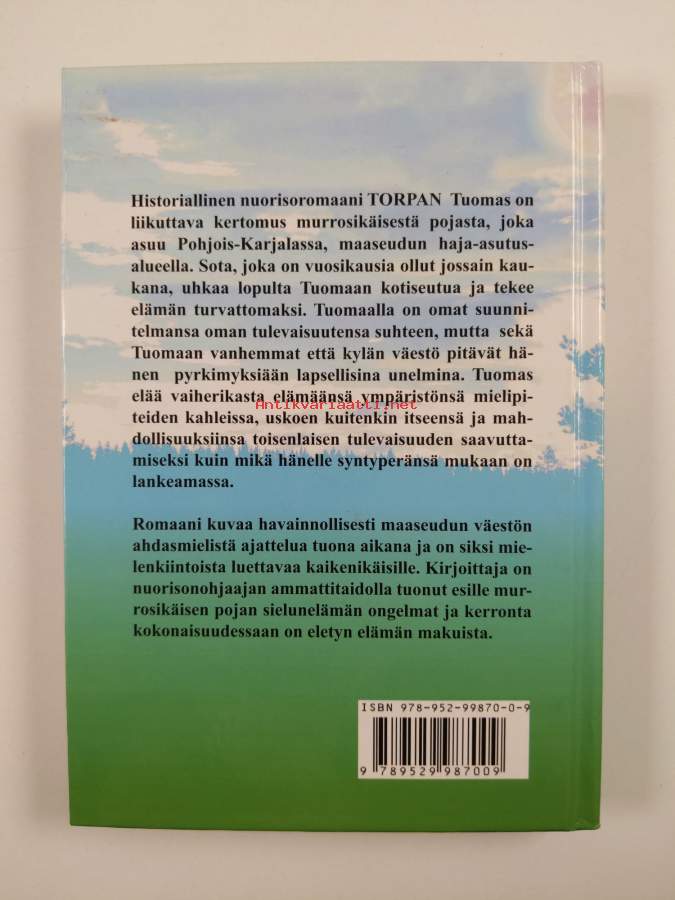 Historiallinen nuorisoromaani TORPAN Tuomas on
liikuttava kertomus murrosikäisestä pojasta, joka
asuu Pohjois-Karjalassa, maaseudun haja-asutus-
alueella. Sota, joka on vuosikausia ollut jossain kau-
kana, uhkaa lopulta Tuomaan kotiseutua ja tekee
elämän turvattomaksi. Tuomaalla on omat suunni-
telmansa oman tulevaisuutensa suhteen, mutta sekä
Tuomaan vanhemmat että kylän väestö pitävät hä-
nen pyrkimyksiään lapsellisina unelmina. Tuomas
elää vaiherikasta elämäänsä ympäristönsä mielipi-
Antikvariaatti.net
teiden kahleissa, uskoen kuitenkin itseensä ja mah-
dollisuuksiinsa toisenlaisen tulevaisuuden saavutta-
miseksi kuin mikä hänelle syntyperänsä mukaan on
lankeamassa.
Romaani kuvaa havainnollisesti maaseudun väestön
ahdasmielistä ajattelua tuona aikana ja on siksi mie-
lenkiintoista luettavaa kaikenikäisille. Kirjoittaja on
nuorisonohjaajan ammattitaidolla tuonut esille mur-
rosikäisen pojan sielunelämän ongelmat ja kerronta
kokonaisuudessaan on eletyn elämän makuista.
ISBN 978-952-99870-0-9
9 789529 987009